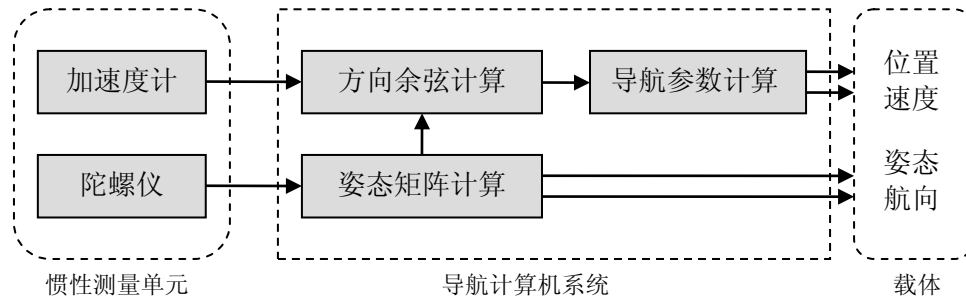 加速度计
方向余弦计算
导航参数计算
位置
速度
陀螺仪
姿态矩阵计算
姿态
航向
惯性测量单元
导航计算机系统
载体